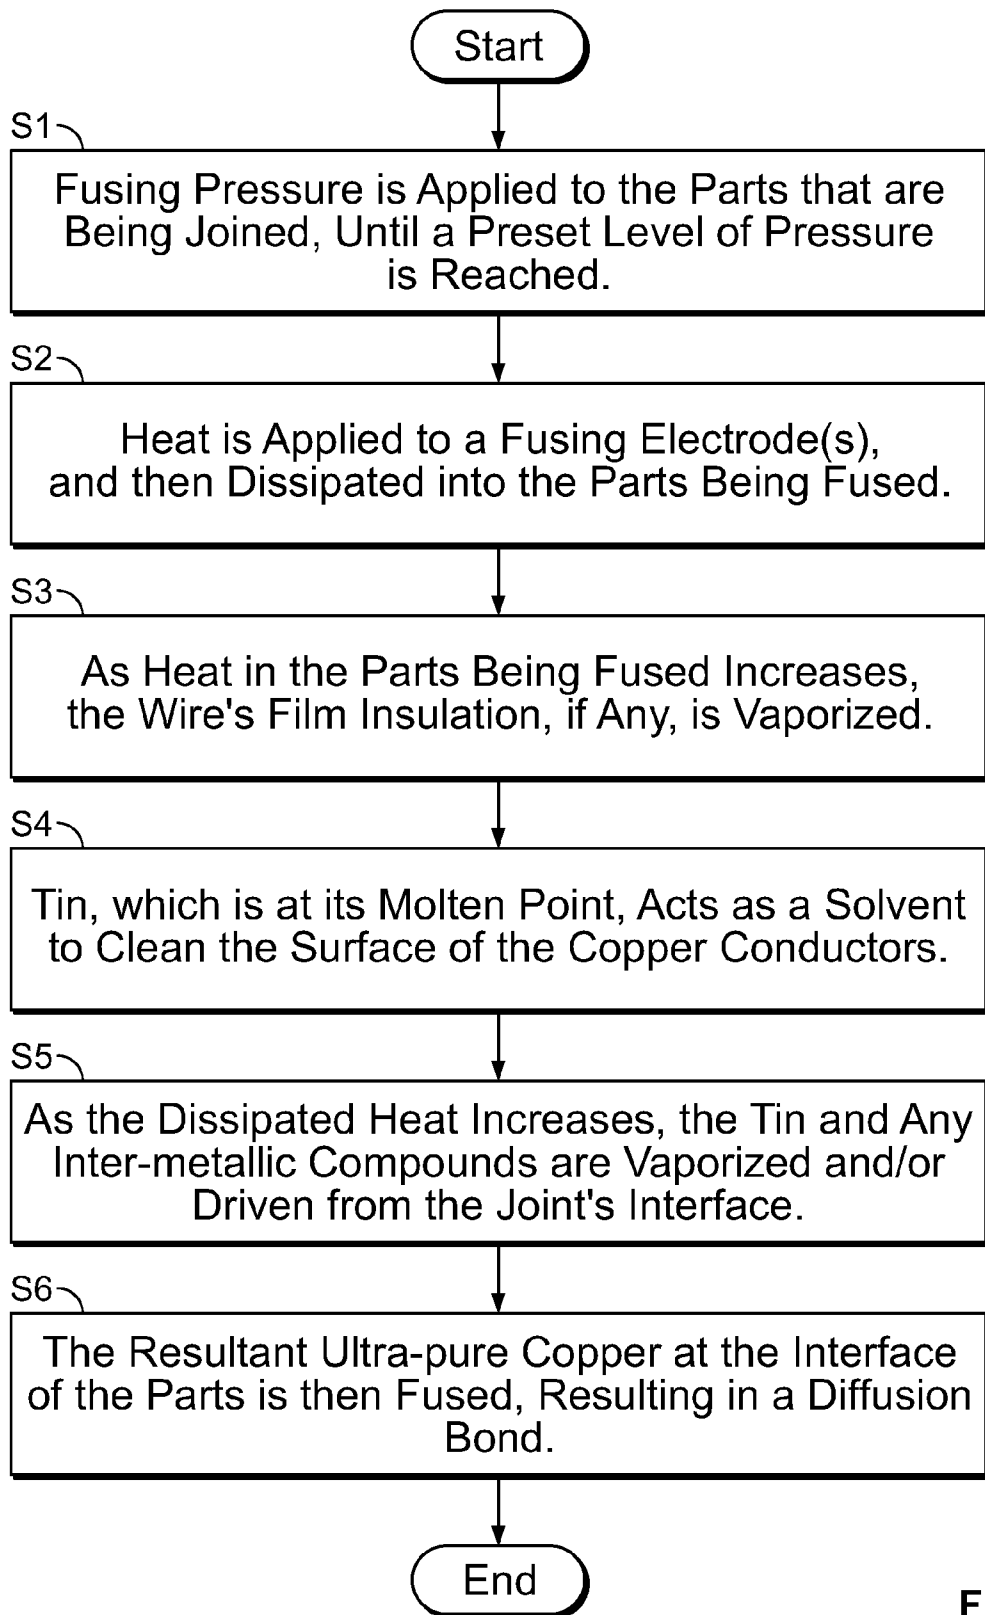 Start
S1
Fusing Pressure is Applied to the Parts that are
Being Joined, Until a Preset Level of Pressure
is Reached.
S2
Heat is Applied to a Fusing Electrode(s),
and then Dissipated into the Parts Being Fused.
S3
As Heat in the Parts Being Fused Increases,
the Wire's Film Insulation, if Any, is Vaporized.
S4
Tin, which is at its Molten Point, Acts as a Solvent
to Clean the Surface of the Copper Conductors.
S5
As the Dissipated Heat Increases, the Tin and Any
Inter-metallic Compounds are Vaporized and/or
Driven from the Joint's Interface.
S6
The Resultant Ultra-pure Copper at the Interface
of the Parts is then Fused, Resulting in a Diffusion
Bond.
End